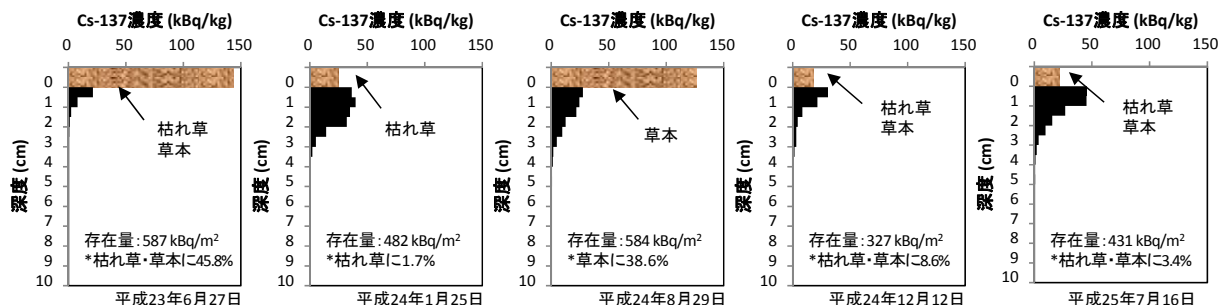 Cs-137濃度 (kBq/kg)
0 50 100 150
深度 (cm)
0
1
2
3
4
5
6
7
8
9
10
枯れ草
草本
存在量:587 kBq/m²
*枯れ草・草本に45.8%
平成23年6月27日
Cs-137濃度 (kBq/kg)
0 50 100 150
深度 (cm)
0
1
2
3
4
5
6
7
8
9
10
枯れ草
存在量:482 kBq/m²
*枯れ草に1.7%
平成24年1月25日
Cs-137濃度 (kBq/kg)
0 50 100 150
深度 (cm)
0
1
2
3
4
5
6
7
8
9
10
草本
存在量:584 kBq/m²
*草本に38.6%
平成24年8月29日
Cs-137濃度 (kBq/kg)
0 50 100 150
深度 (cm)
0
1
2
3
4
5
6
7
8
9
10
枯れ草
草本
存在量:327 kBq/m²
*枯れ草・草本に8.6%
平成24年12月12日
Cs-137濃度 (kBq/kg)
0 50 100 150
深度 (cm)
0
1
2
3
4
5
6
7
8
9
10
枯れ草
草本
存在量:431 kBq/m²
*枯れ草・草本に3.4%
平成25年7月16日